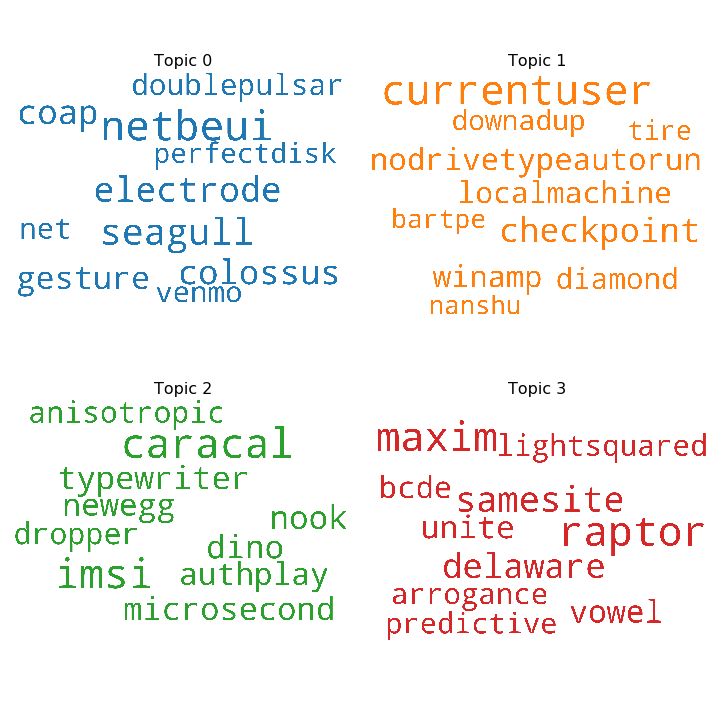 Topic 0
doublepulsar
coap
netbeui
perfectdisk
electrode
net
seagull
gesture
colossus
venmo
Topic 1
currentuser
downadup
tire
nodrivetypeautorun
localmachine
bartpe
checkpoint
winamp
diamond
nanshu
Topic 2
anisotropic
caracal
typewriter
newegg
nook
dropper
dino
imsi
authplay
microsecond
Topic 3
maxim
lightsquared
bcde
samesite
unite
raptor
delaware
arrogance
vowel
predictive